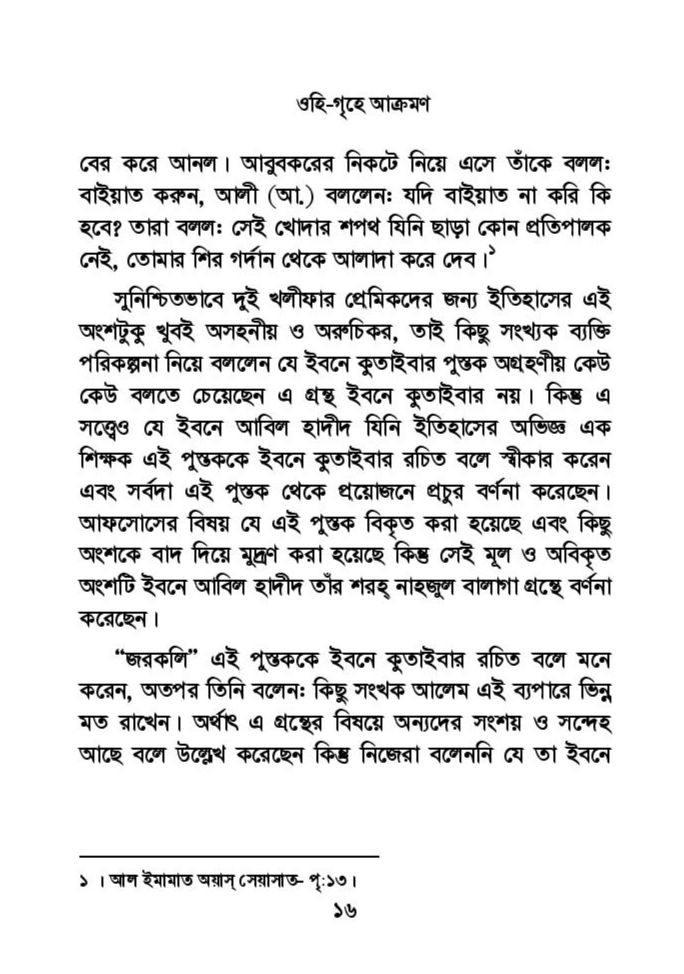 ওহি-গৃহে আক্রমণ
বের করে আনল। আবুবকরের নিকটে নিয়ে এসে তাঁকে বলল:
বাইয়াত করুন, আলী (আ.) বললেন: যদি বাইয়াত না করি কি
হবে? তারা বলল: সেই খোদার শপথ যিনি ছাড়া কোন প্রতিপালক
নেই, তোমার শির গর্দান থেকে আলাদা করে দেব।১
সুনিশ্চিতভাবে দুই খলীফার প্রেমিকদের জন্য ইতিহাসের এই
অংশটুকু খুবই অসহনীয় ও অরুচিকর, তাই কিছু সংখ্যক ব্যক্তি
পরিকল্পনা নিয়ে বললেন যে ইবনে কুতাইবার পুস্তক অগ্রহণীয় কেউ
কেউ বলতে চেয়েছেন এ গ্রন্থ ইবনে কুতাইবার নয়। কিন্তু এ
সত্ত্বেও যে ইবনে আবিল হাদীদ যিনি ইতিহাসের অভিজ্ঞ এক
শিক্ষক এই পুস্তককে ইবনে কুতাইবার রচিত বলে স্বীকার করেন
এবং সর্বদা এই পুস্তক থেকে প্রয়োজনে প্রচুর বর্ণনা করেছেন।
আফসোসের বিষয় যে এই পুস্তক বিকৃত করা হয়েছে এবং কিছু
অংশকে বাদ দিয়ে মুদ্রণ করা হয়েছে কিন্তু সেই মূল ও অবিকৃত
অংশটি ইবনে আবিল হাদীদ তাঁর শরহ্ নাহজুল বালাগা গ্রন্থে বর্ণনা
করেছেন।
“জরকলি” এই পুস্তককে ইবনে কুতাইবার রচিত বলে মনে
করেন, অতপর তিনি বলেন: কিছু সংখক আলেম এই ব্যপারে ভিন্ন
মত রাখেন। অর্থাৎ এ গ্রন্থের বিষয়ে অন্যদের সংশয় ও সন্দেহ
আছে বলে উল্লেখ করেছেন কিন্তু নিজেরা বলেননি যে তা ইবনে
১ । আল ইমামাত অয়াস্ সেয়াসাত- পৃ:১৩।
১৬